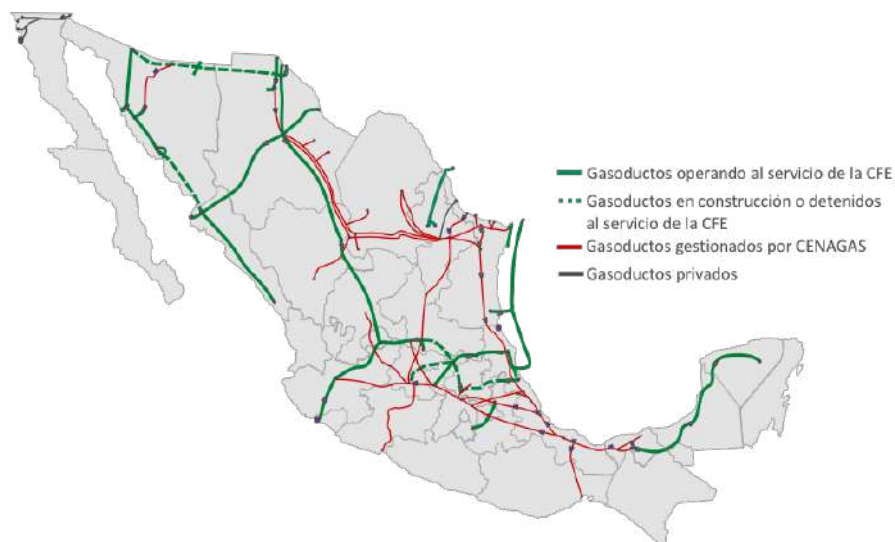 Gasoductos operando al servicio de la CFE
Gasoductos en construcción o detenidos
al servicio de la CFE
Gasoductos gestionados por CENAGAS
Gasoductos privados